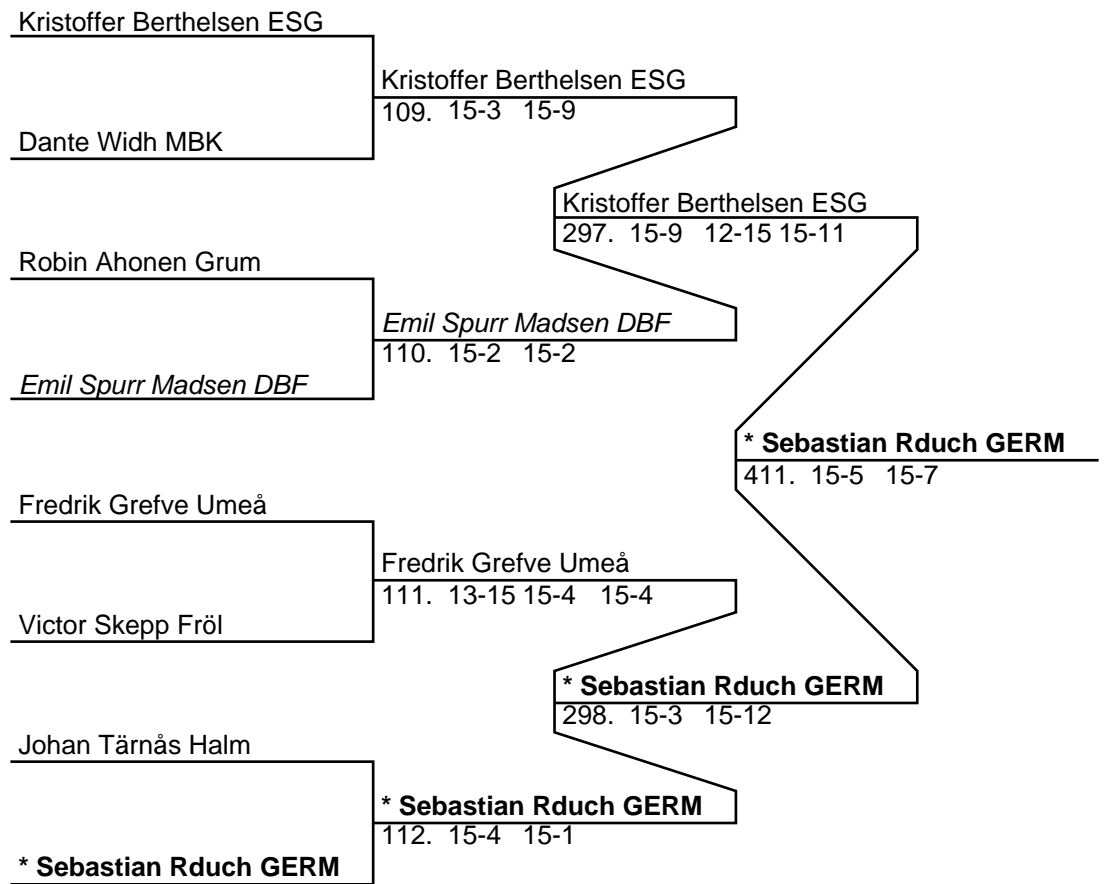 Kristoffer Berthelsen ESG
Kristoffer Berthelsen ESG
109. 15-3 15-9
Dante Widh MBK
Kristoffer Berthelsen ESG
297. 15-9 12-15 15-11
Robin Ahonen Grum
Emil Spurr Madsen DBF
110. 15-2 15-2
Emil Spurr Madsen DBF
* Sebastian Rduch GERM
411. 15-5 15-7
Fredrik Grefve Umeå
Fredrik Grefve Umeå
111. 13-15 15-4 15-4
Victor Skepp Fröl
* Sebastian Rduch GERM
298. 15-3 15-12
Johan Tärnås Halm
* Sebastian Rduch GERM
112. 15-4 15-1
* Sebastian Rduch GERM